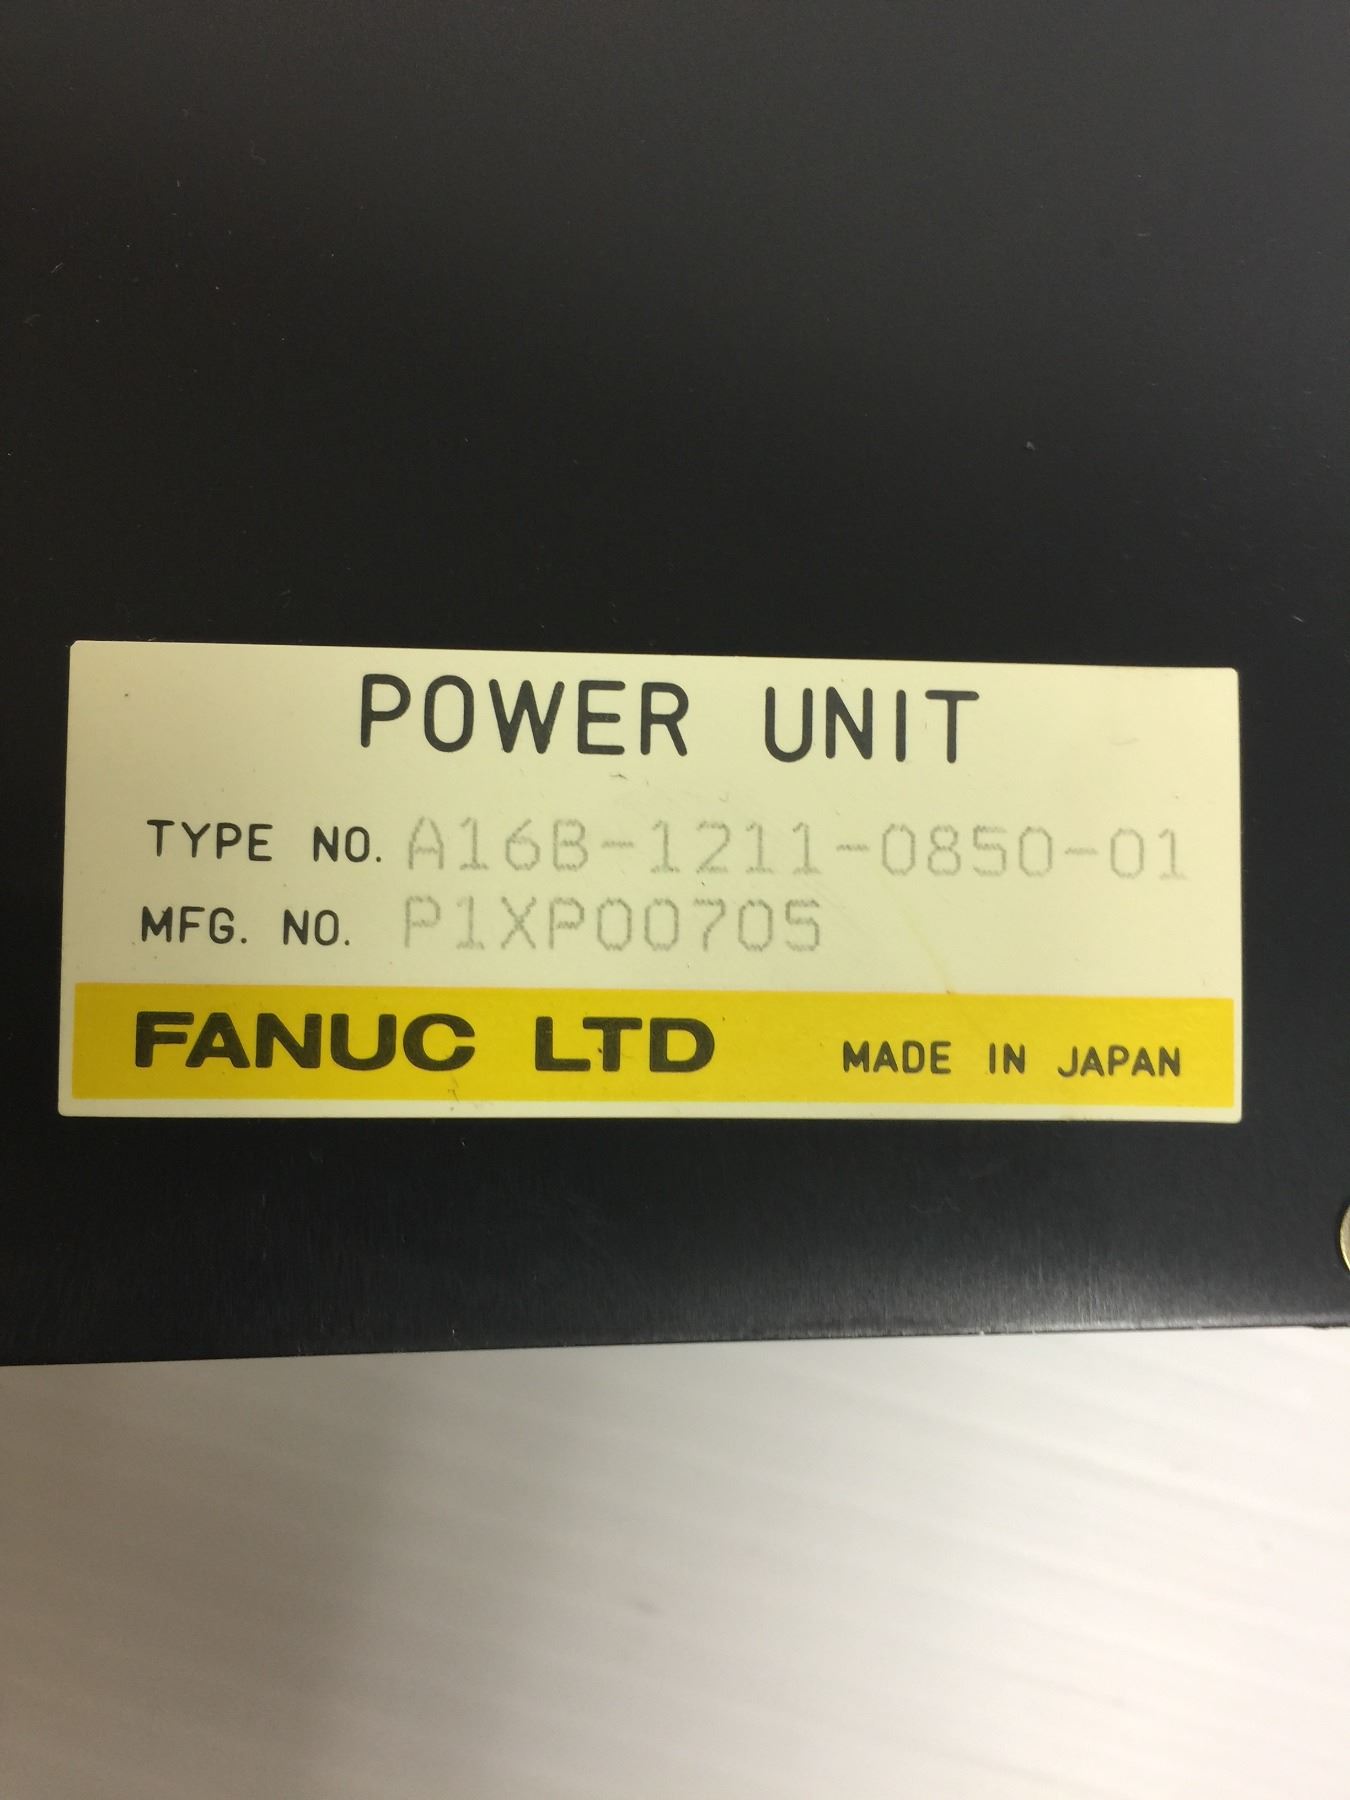 POWER UNIT
TYPE NO. A16B-1211-0850-01
MFG. NO. P1XP00705
FANUC LTD MADE IN JAPAN